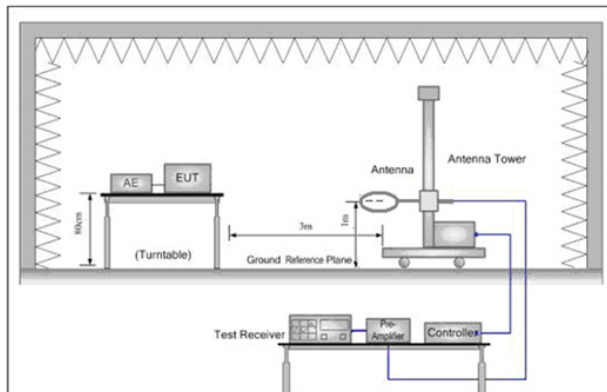 Antenna Tower
Antenna
AE
EUT
80cm
(Turntable)
3m
1m
Ground Reference Plane
Test Receiver
Pre-
Amplifier
Controller